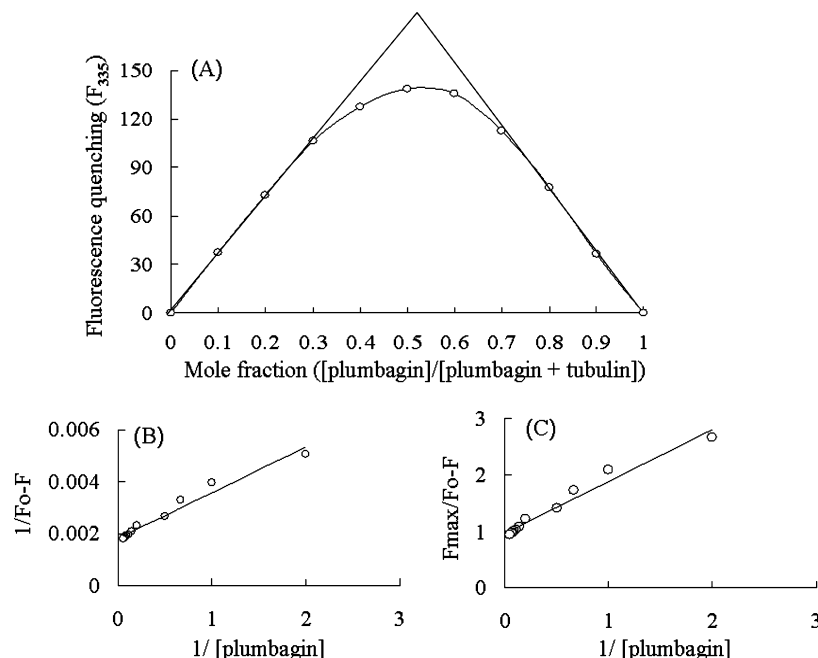 (A)
Fluorescence quenching (F335)
150
120
90
60
30
0
0 0.1 0.2 0.3 0.4 0.5 0.6 0.7 0.8 0.9 1
Mole fraction ([plumbagin]/[plumbagin + tubulin])
(B)
1/Fo-F
0.006
0.004
0.002
0
0 1 2 3
1/ [plumbagin]
(C)
Fmax/Fo-F
3
2
1
0
0 1 2 3
1/ [plumbagin]